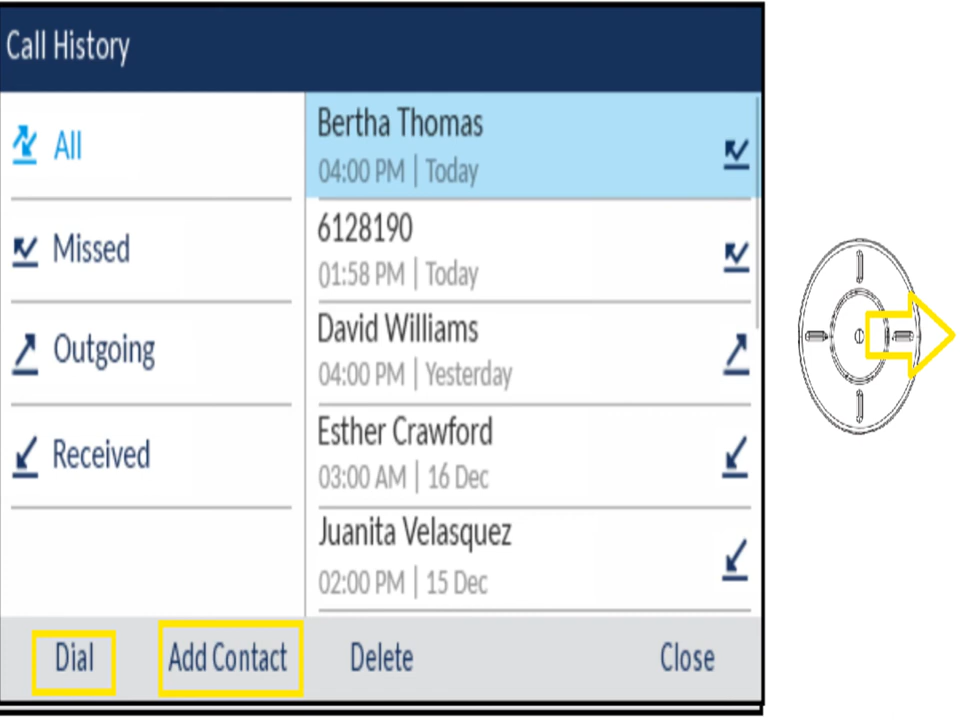 Call History
All
Missed
Outgoing
Received
Bertha Thomas
04:00 PM | Today
6128190
01:58 PM | Today
David Williams
04:00 PM | Yesterday
Esther Crawford
03:00 AM | 16 Dec
Juanita Velasquez
02:00 PM | 15 Dec
Dial Add Contact Delete Close